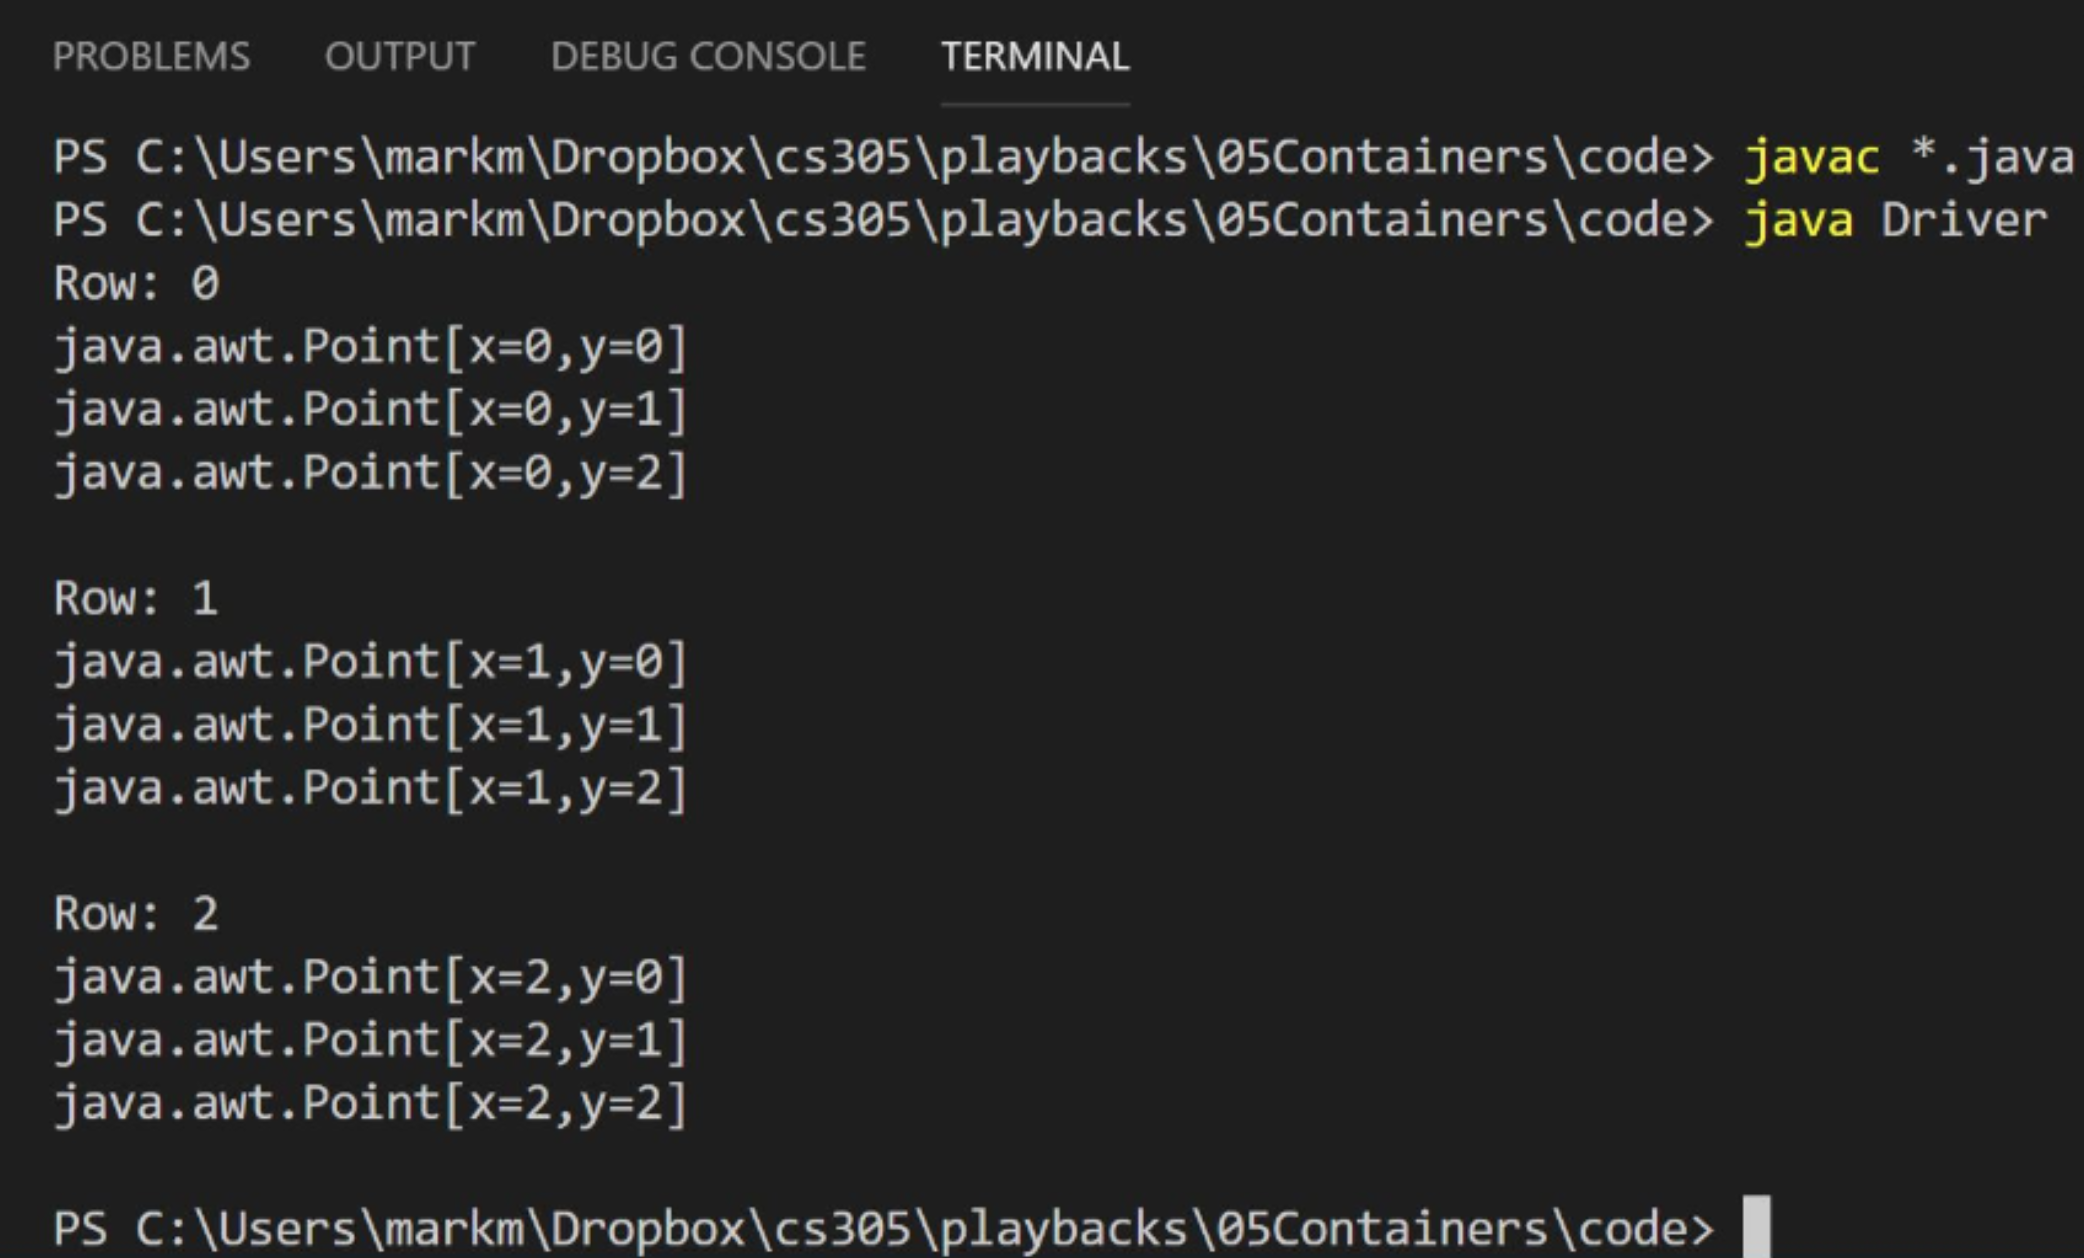 PROBLEMS OUTPUT DEBUG CONSOLE TERMINAL
PS C:\Users\markm\Dropbox\cs305\playbacks\05Containers\code> javac *.java
PS C:\Users\markm\Dropbox\cs305\playbacks\05Containers\code> java Driver
Row: 0
java.awt.Point[x=0,y=0]
java.awt.Point[x=0,y=1]
java.awt.Point[x=0,y=2]
Row: 1
java.awt.Point[x=1,y=0]
java.awt.Point[x=1,y=1]
java.awt.Point[x=1,y=2]
Row: 2
java.awt.Point[x=2,y=0]
java.awt.Point[x=2,y=1]
java.awt.Point[x=2,y=2]
PS C:\Users\markm\Dropbox\cs305\playbacks\05Containers\code>